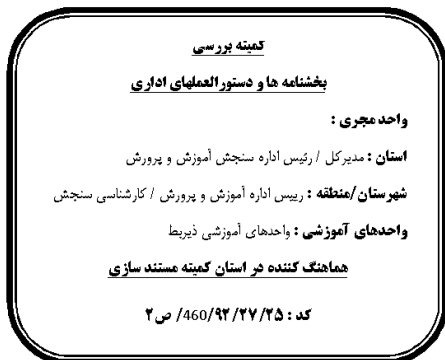 کمیته بررسی
بخشنامه ها و دستورالعملهای اداری
واحد مجری :
استان : مدیرکل / رئیس اداره سنجش آموزش و پرورش
شهرستان/منطقه : رییس اداره آموزش و پرورش / کارشناسی سنجش
واحدهای آموزشی : واحدهای آموزشی ذیربط
هماهنگ کننده در استان کمیته مستند سازی
کد : ۹۲/۲۷/۲۵/460/ ص۲